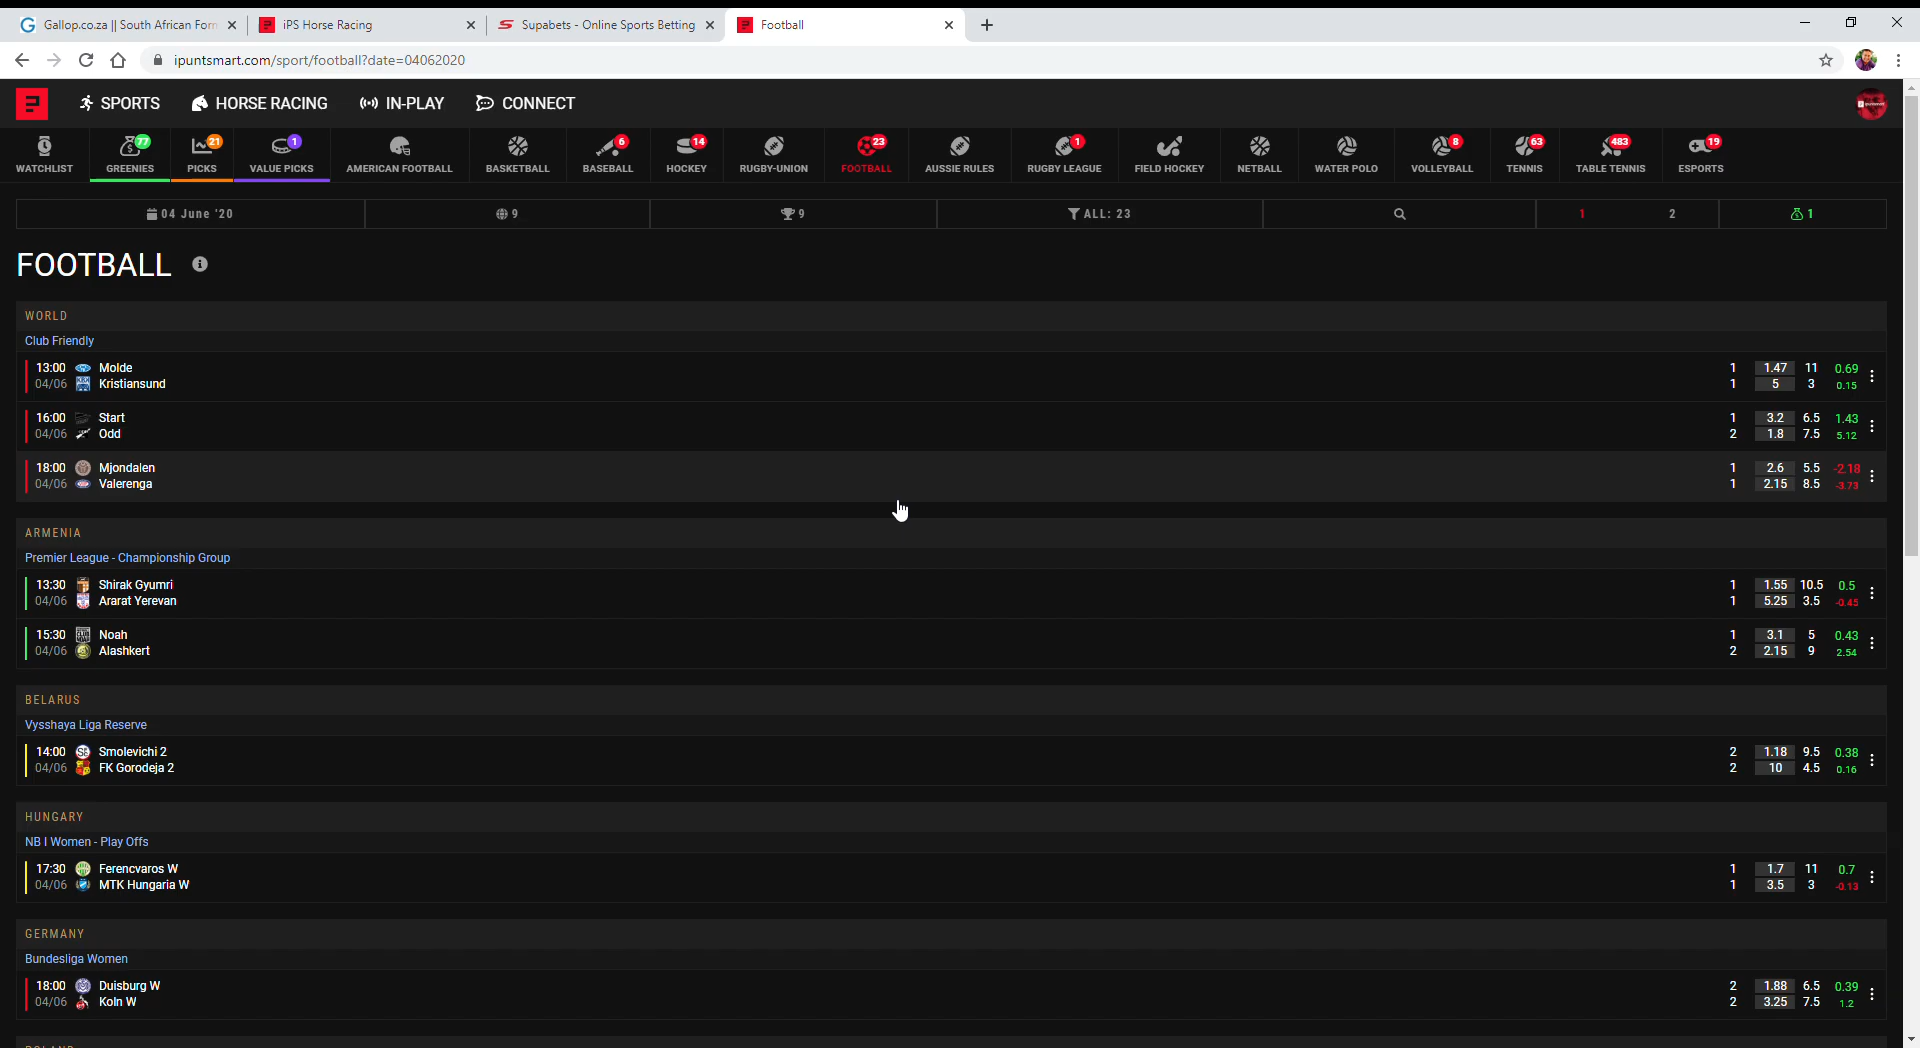 Gallop.co.za || South African Forn
iPS Horse Racing
Supabets - Online Sports Betting
Football
ipuntsmart.com/sport/football?date=04062020
SPORTS
HORSE RACING
IN-PLAY
CONNECT
77 21 1 6 14 23 1 8 63 483 19
WATCHLIST GREENIES PICKS VALUE PICKS AMERICAN FOOTBALL BASKETBALL BASEBALL HOCKEY RUGBY-UNION FOOTBALL AUSSIE RULES RUGBY LEAGUE FIELD HOCKEY NETBALL WATER POLO VOLLEYBALL TENNIS TABLE TENNIS ESPORTS
04 June '20 9 9 ALL: 23 1 2 1
FOOTBALL
WORLD
Club Friendly
13:00 Molde 1 1.47 11 0.69
04/06 Kristiansund 1 5 3 0.15
16:00 Start 1 3.2 6.5 1.43
04/06 Odd 2 1.8 7.5 5.12
18:00 Mjondalen 1 2.6 5.5 -2.18
04/06 Valerenga 1 2.15 8.5 -3.73
ARMENIA
Premier League - Championship Group
13:30 Shirak Gyumri 1 1.55 10.5 0.5
04/06 Ararat Yerevan 1 5.25 3.5 -0.45
15:30 Noah 1 3.1 5 0.43
04/06 Alashkert 2 2.15 9 2.54
BELARUS
Vysshaya Liga Reserve
14:00 Smolevichi 2 2 1.18 9.5 0.38
04/06 FK Gorodeja 2 2 10 4.5 0.16
HUNGARY
NB I Women - Play Offs
17:30 Ferencvaros W 1 1.7 11 0.7
04/06 MTK Hungaria W 1 3.5 3 -0.13
GERMANY
Bundesliga Women
18:00 Duisburg W 2 1.88 6.5 0.39
04/06 Koln W 2 3.25 7.5 1.2